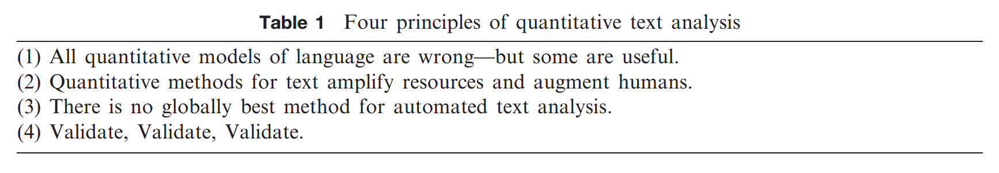 Table 1 Four principles of quantitative text analysis
(1) All quantitative models of language are wrong—but some are useful.
(2) Quantitative methods for text amplify resources and augment humans.
(3) There is no globally best method for automated text analysis.
(4) Validate, Validate, Validate.